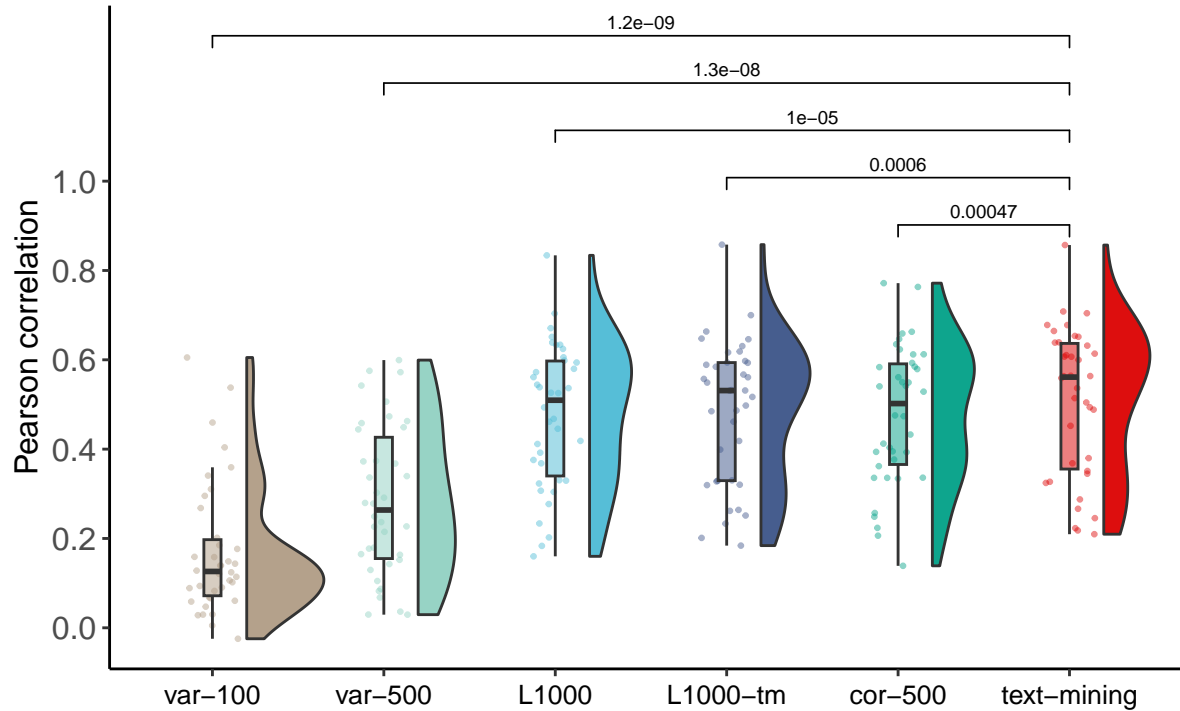 1.2e−09
1.3e−08
1e−05
0.0006
0.00047
Pearson correlation
1.0
0.8
0.6
0.4
0.2
0.0
var−100 var−500 L1000 L1000−tm cor−500 text−mining